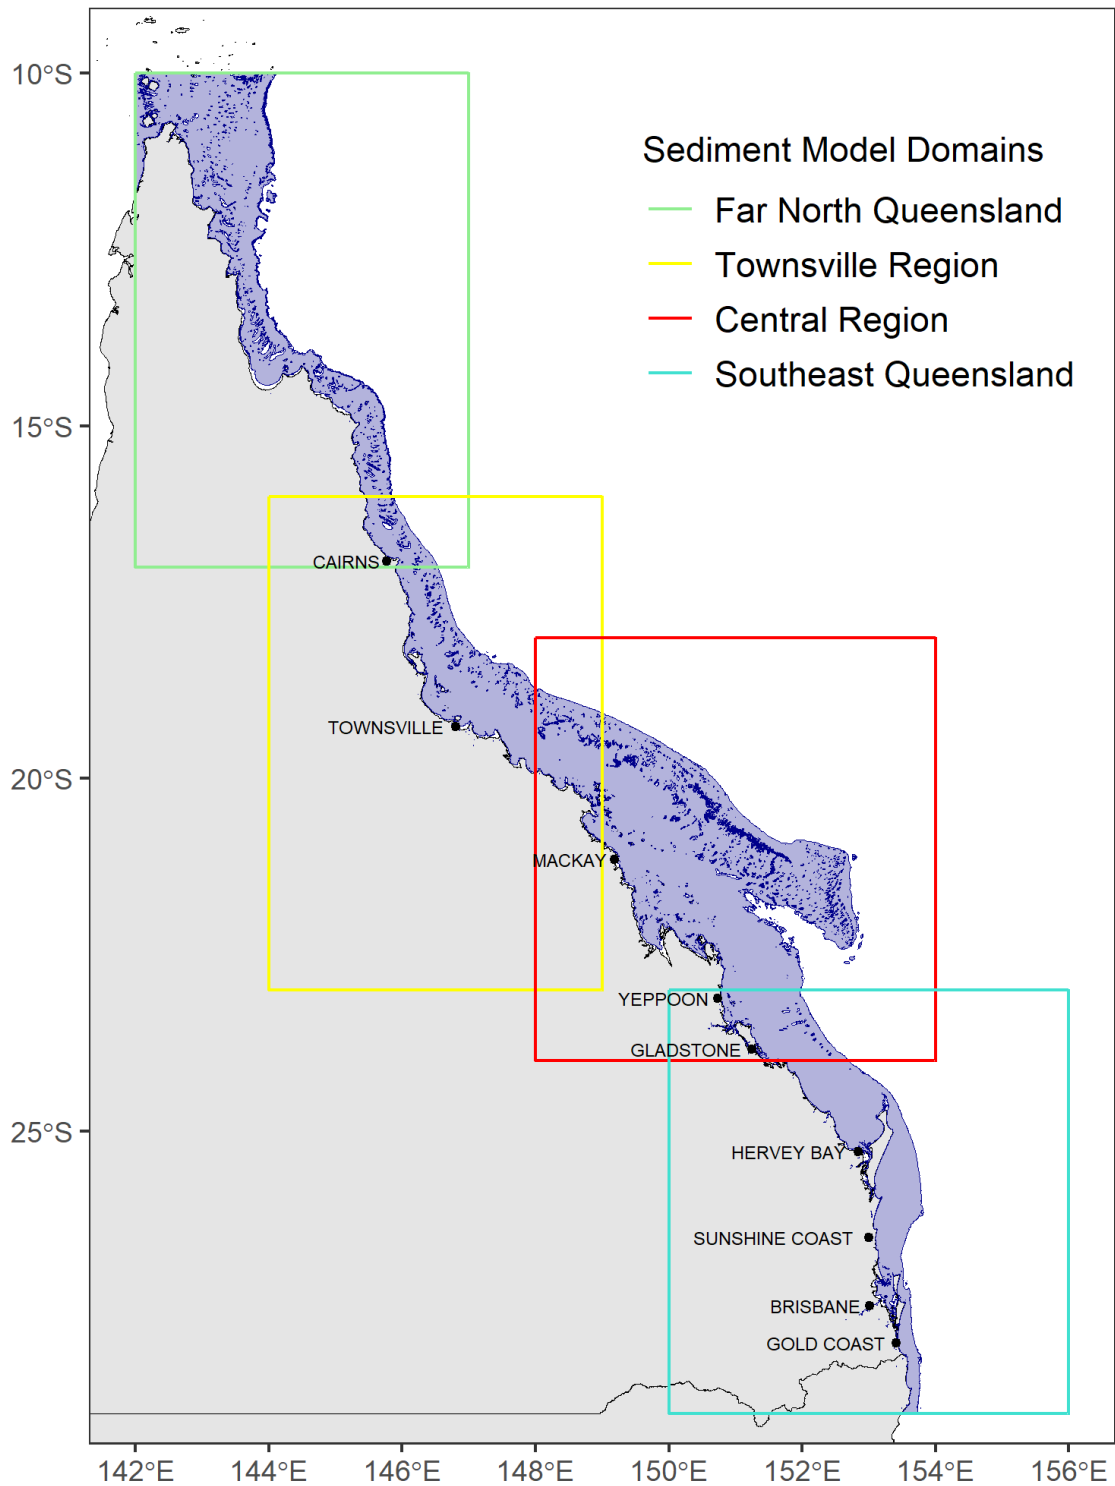 10°S
Sediment Model Domains
Far North Queensland
Townsville Region
Central Region
Southeast Queensland
15°S
CAIRNS
TOWNSVILLE
20°S
MACKAY
YEPPOON
GLADSTONE
25°S
HERVEY BAY
SUNSHINE COAST
BRISBANE
GOLD COAST
142°E 144°E 146°E 148°E 150°E 152°E 154°E 156°E